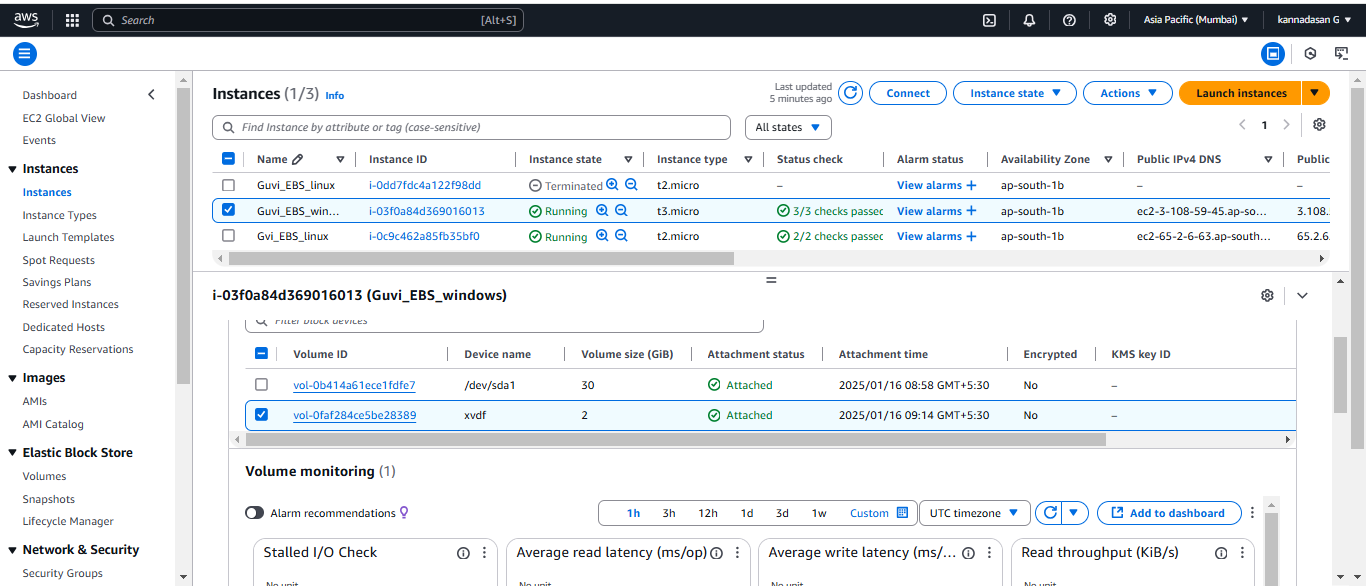 aws Search [Alt+S] Asia Pacific (Mumbai) ▼ kannadasan G ▼
Dashboard
EC2 Global View
Events
Instances
Instances
Instance Types
Launch Templates
Spot Requests
Savings Plans
Reserved Instances
Dedicated Hosts
Capacity Reservations
Images
AMIs
AMI Catalog
Elastic Block Store
Volumes
Snapshots
Lifecycle Manager
Network & Security
Security Groups
Instances (1/3) Info
Last updated
5 minutes ago
Connect Instance state Actions Launch instances
Find Instance by attribute or tag (case-sensitive) All states 1
Name Instance ID Instance state Instance type Status check Alarm status Availability Zone Public IPv4 DNS Public
Guvi_EBS_linux i-0dd7fdc4a122f98dd Terminated t2.micro – View alarms + ap-south-1b – –
Guvi_EBS_win... i-03f0a84d369016013 Running t3.micro 3/3 checks passed View alarms + ap-south-1b ec2-3-108-59-45.ap-so... 3.108.
Gvi_EBS_linux i-0c9c462a85fb35bf0 Running t2.micro 2/2 checks passed View alarms + ap-south-1b ec2-65-2-6-63.ap-south... 65.2.6
i-03f0a84d369016013 (Guvi_EBS_windows)
Filter block devices
Volume ID Device name Volume size (GiB) Attachment status Attachment time Encrypted KMS key ID
vol-0b414a61ece1fdfe7 /dev/sda1 30 Attached 2025/01/16 08:58 GMT+5:30 No –
vol-0faf284ce5be28389 xvdf 2 Attached 2025/01/16 09:14 GMT+5:30 No –
Volume monitoring (1)
Alarm recommendations 1h 3h 12h 1d 3d 1w Custom UTC timezone Add to dashboard
Stalled I/O Check Average read latency (ms/op) Average write latency (ms/... Read throughput (KiB/s)
No unit No unit No unit No unit